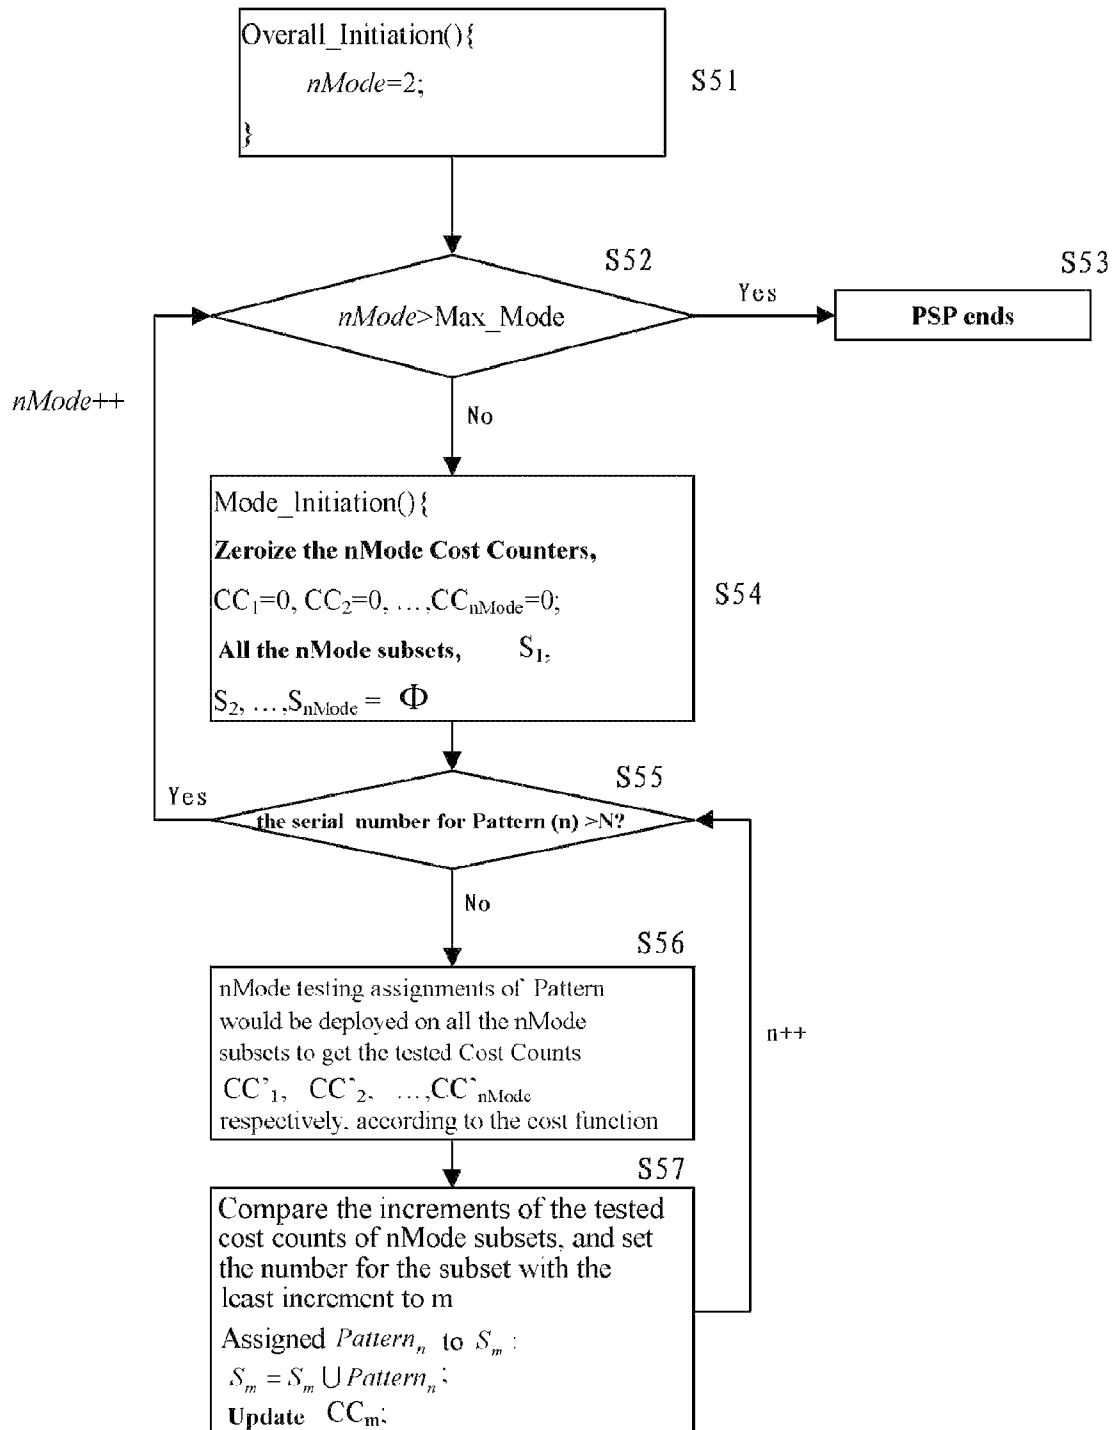 Overall_Initiation(){
nMode=2;
}
S51
S52
S53
nMode>Max_Mode
Yes
PSP ends
nMode++
No
Mode_Initiation(){
Zeroize the nMode Cost Counters,
CC₁=0, CC₂=0, …,CCnMode=0;
All the nMode subsets, S₁,
S₂, …,SnMode = Φ
S54
S55
Yes
the serial number for Pattern (n) >N?
No
S56
nMode testing assignments of Pattern
would be deployed on all the nMode
subsets to get the tested Cost Counts
CC`₁, CC`₂, …,CC`nMode
respectively, according to the cost function
n++
S57
Compare the increments of the tested
cost counts of nMode subsets, and set
the number for the subset with the
least increment to m
Assigned Patternₙ to Sₘ :
Sₘ = Sₘ ∪ Patternₙ;
Update CCₘ;